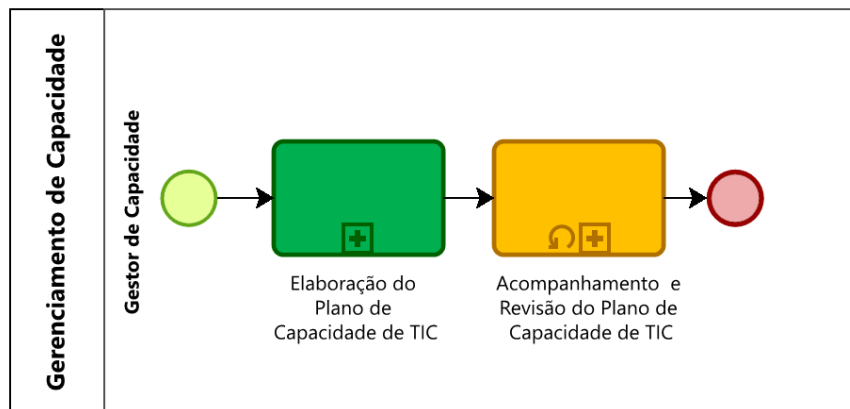 Gerenciamento de Capacidade
Gestor de Capacidade
Elaboração do
Plano de
Capacidade de TIC
Acompanhamento e
Revisão do Plano de
Capacidade de TIC